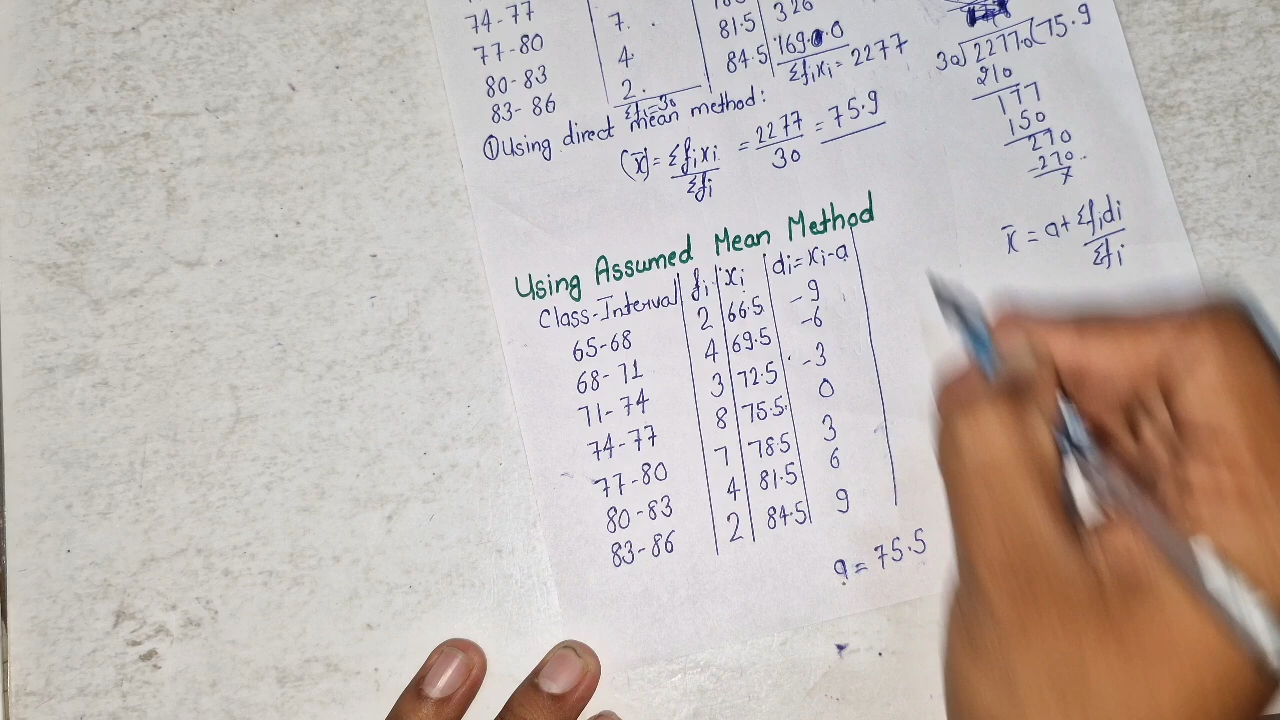 74-77 7. 81.5 326
77-80 4. 84.5 169.0
80-83 2. Σfixi = 2277
83-86 Σfi=30
① Using direct mean method:
(x̄) = Σfixi/Σfi = 2277/30 = 75.9
30)2277.0(75.9
210
177
150
270
-270
x
x̄ = a + Σfidi/Σfi
Using Assumed Mean Method
Class-Interval fi xi di=xi-a
65-68 2 66.5 -9
68-71 4 69.5 -6
71-74 3 72.5 -3
74-77 8 75.5 0
77-80 7 78.5 3
80-83 4 81.5 6
83-86 2 84.5 9
a = 75.5